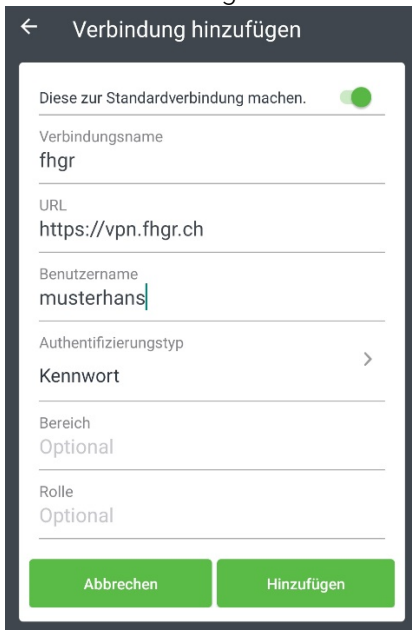 Verbindung hinzufügen
Diese zur Standardverbindung machen.
Verbindungsname
fhgr
URL
https://vpn.fhgr.ch
Benutzername
musterhans
Authentifizierungstyp
Kennwort
Bereich
Optional
Rolle
Optional
Abbrechen Hinzufügen